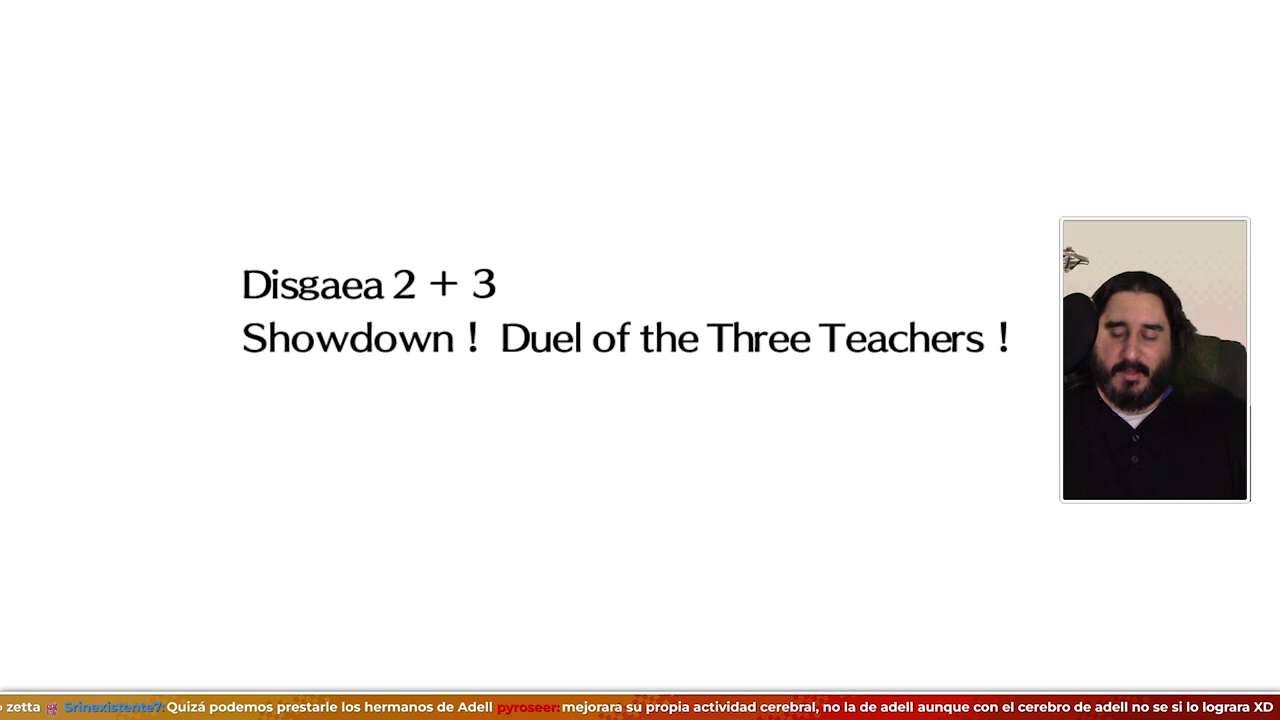 Disgaea 2 + 3
Showdown ! Duel of the Three Teachers !
o zetta Srinexistente7: Quizá podemos prestarle los hermanos de Adell pyroseer: mejorara su propia actividad cerebral, no la de adell aunque con el cerebro de adell no se si lo lograra XD